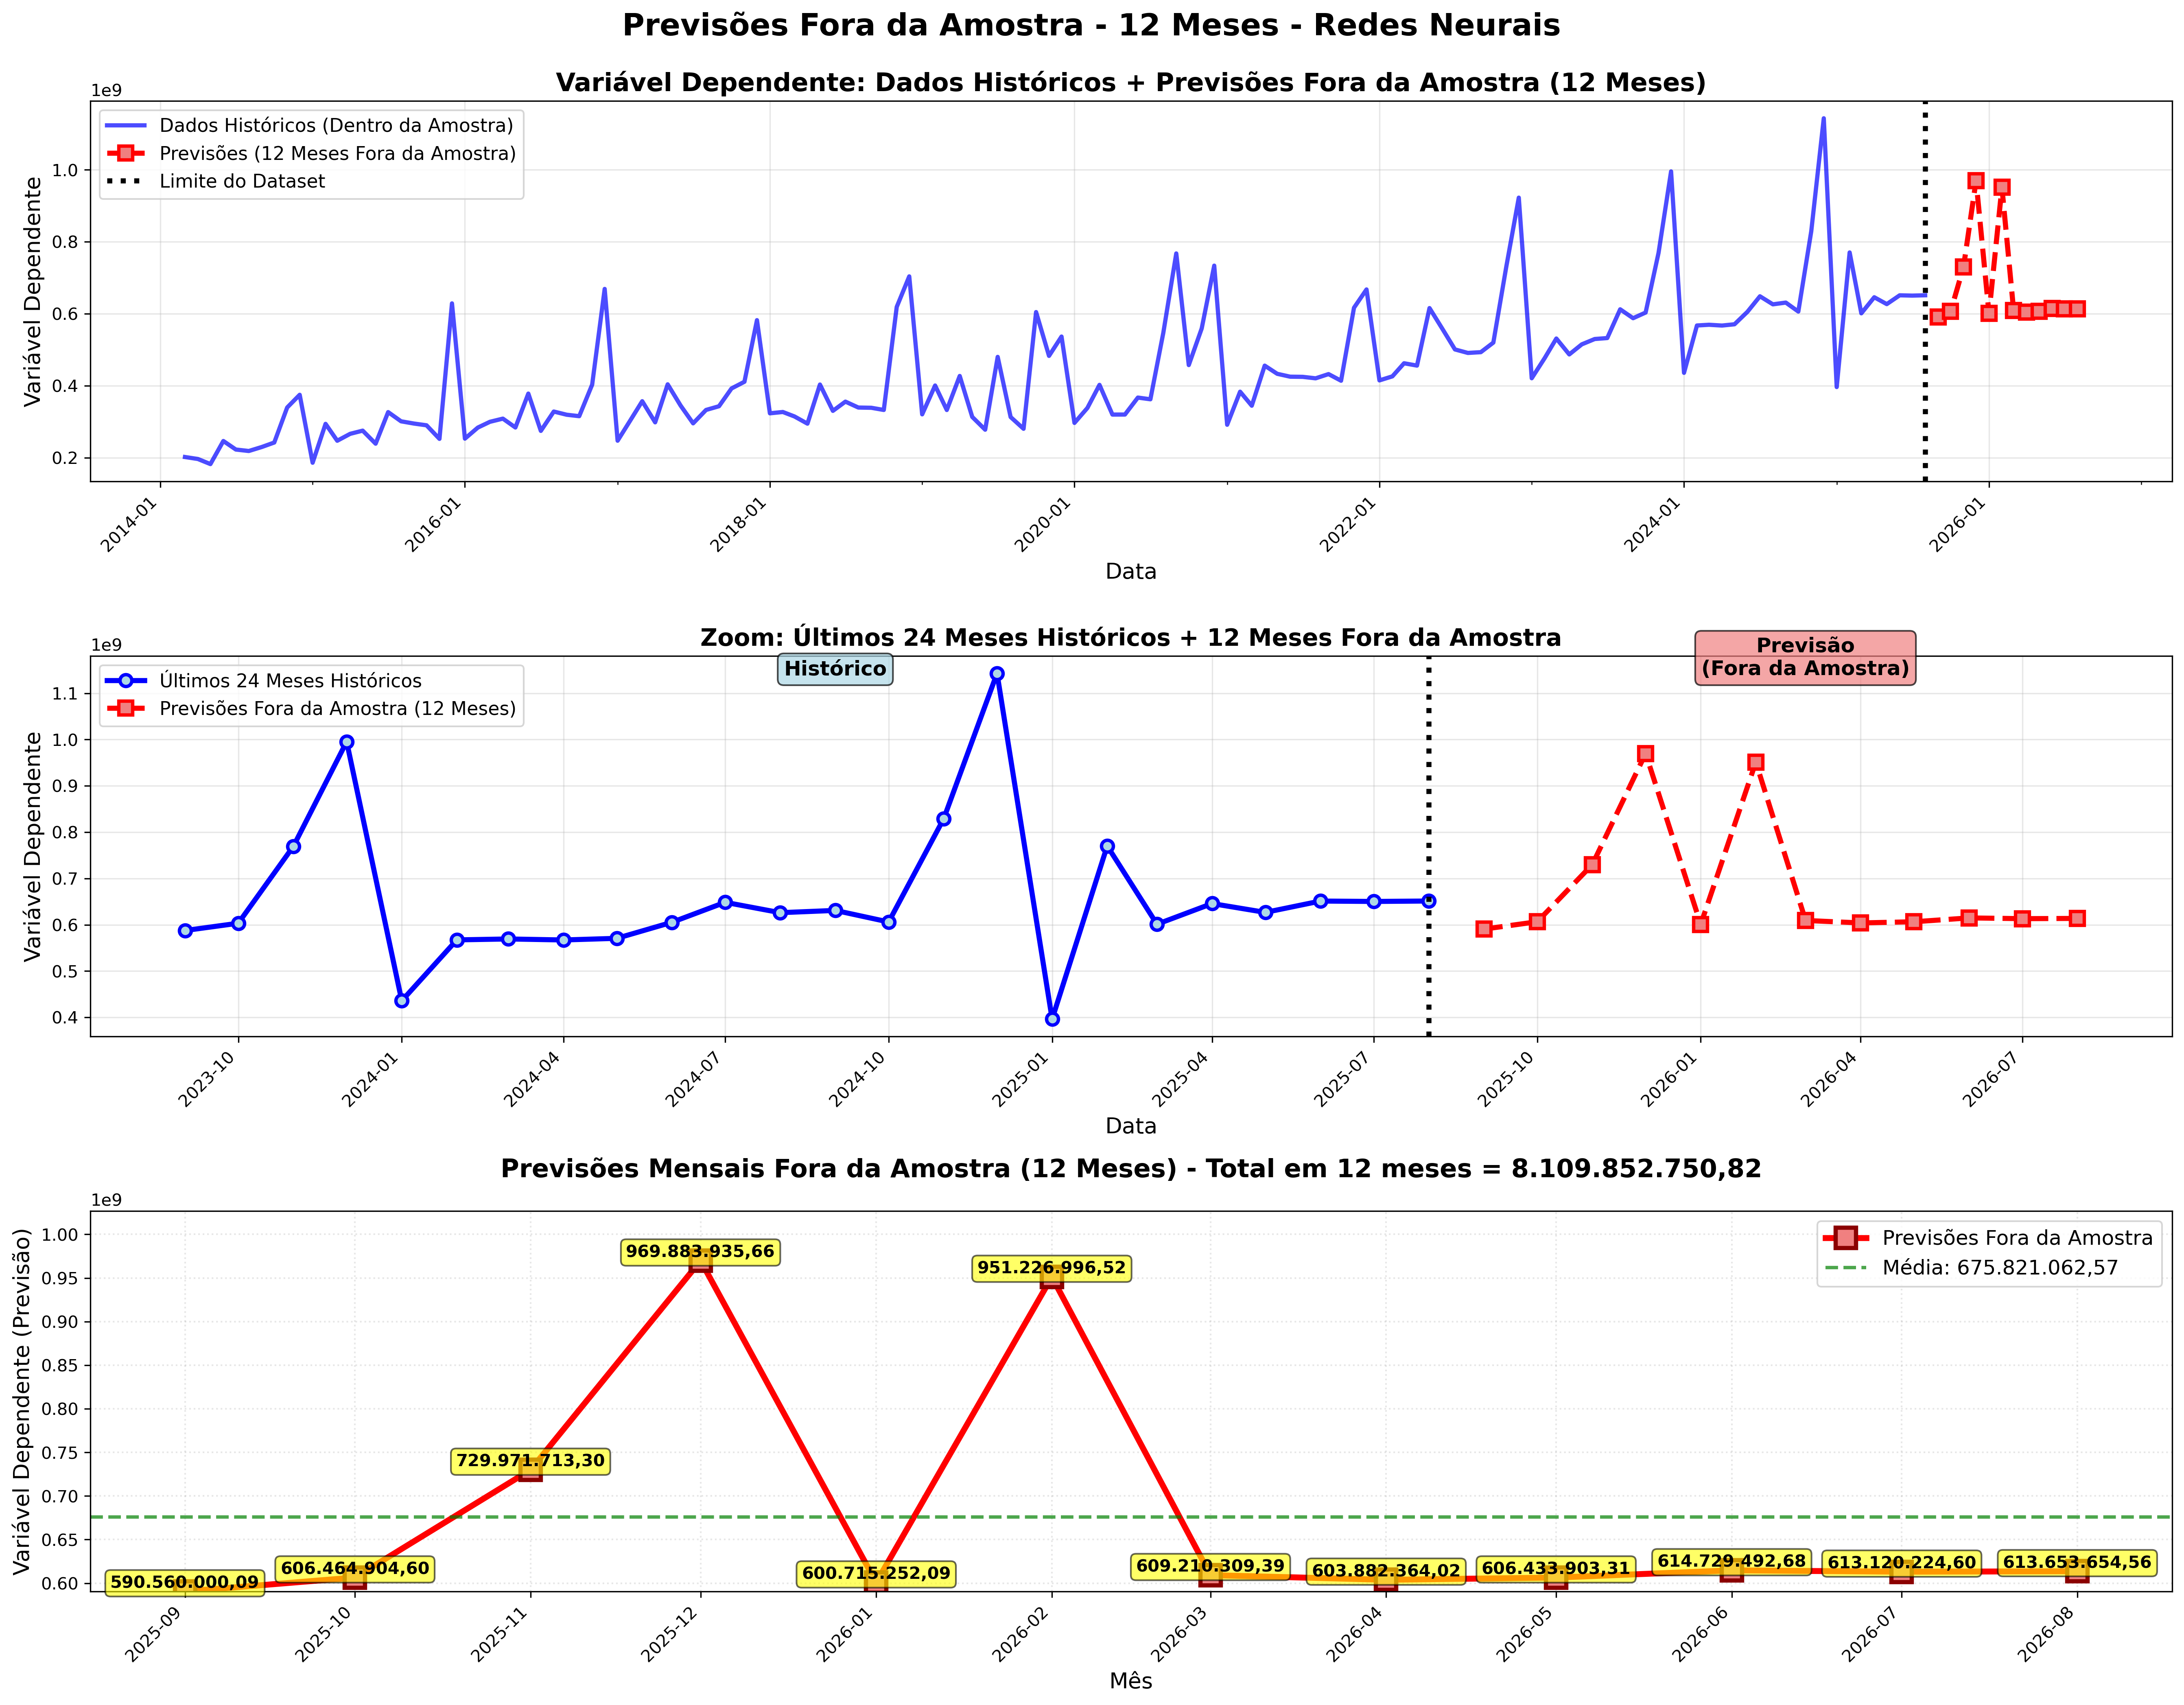 Previsões Fora da Amostra - 12 Meses - Redes Neurais
Variável Dependente: Dados Históricos + Previsões Fora da Amostra (12 Meses)
1e9
Dados Históricos (Dentro da Amostra)
Previsões (12 Meses Fora da Amostra)
Limite do Dataset
Variável Dependente
1.0
0.8
0.6
0.4
0.2
2014-01
2016-01
2018-01
2020-01
2022-01
2024-01
2026-01
Data
Zoom: Últimos 24 Meses Históricos + 12 Meses Fora da Amostra
1e9
Últimos 24 Meses Históricos
Previsões Fora da Amostra (12 Meses)
Histórico
Previsão
(Fora da Amostra)
Variável Dependente
1.1
1.0
0.9
0.8
0.7
0.6
0.5
0.4
2023-10
2024-01
2024-04
2024-07
2024-10
2025-01
2025-04
2025-07
2025-10
2026-01
2026-04
2026-07
Data
Previsões Mensais Fora da Amostra (12 Meses) - Total em 12 meses = 8.109.852.750,82
1e9
Previsões Fora da Amostra
Média: 675.821.062,57
Variável Dependente (Previsão)
1.00
0.95
0.90
0.85
0.80
0.75
0.70
0.65
0.60
590.560.000,09
606.464.904,60
729.971.713,30
969.883.935,66
600.715.252,09
951.226.996,52
609.210.309,39
603.882.364,02
606.433.903,31
614.729.492,68
613.120.224,60
613.653.654,56
2025-09
2025-10
2025-11
2025-12
2026-01
2026-02
2026-03
2026-04
2026-05
2026-06
2026-07
2026-08
Mês